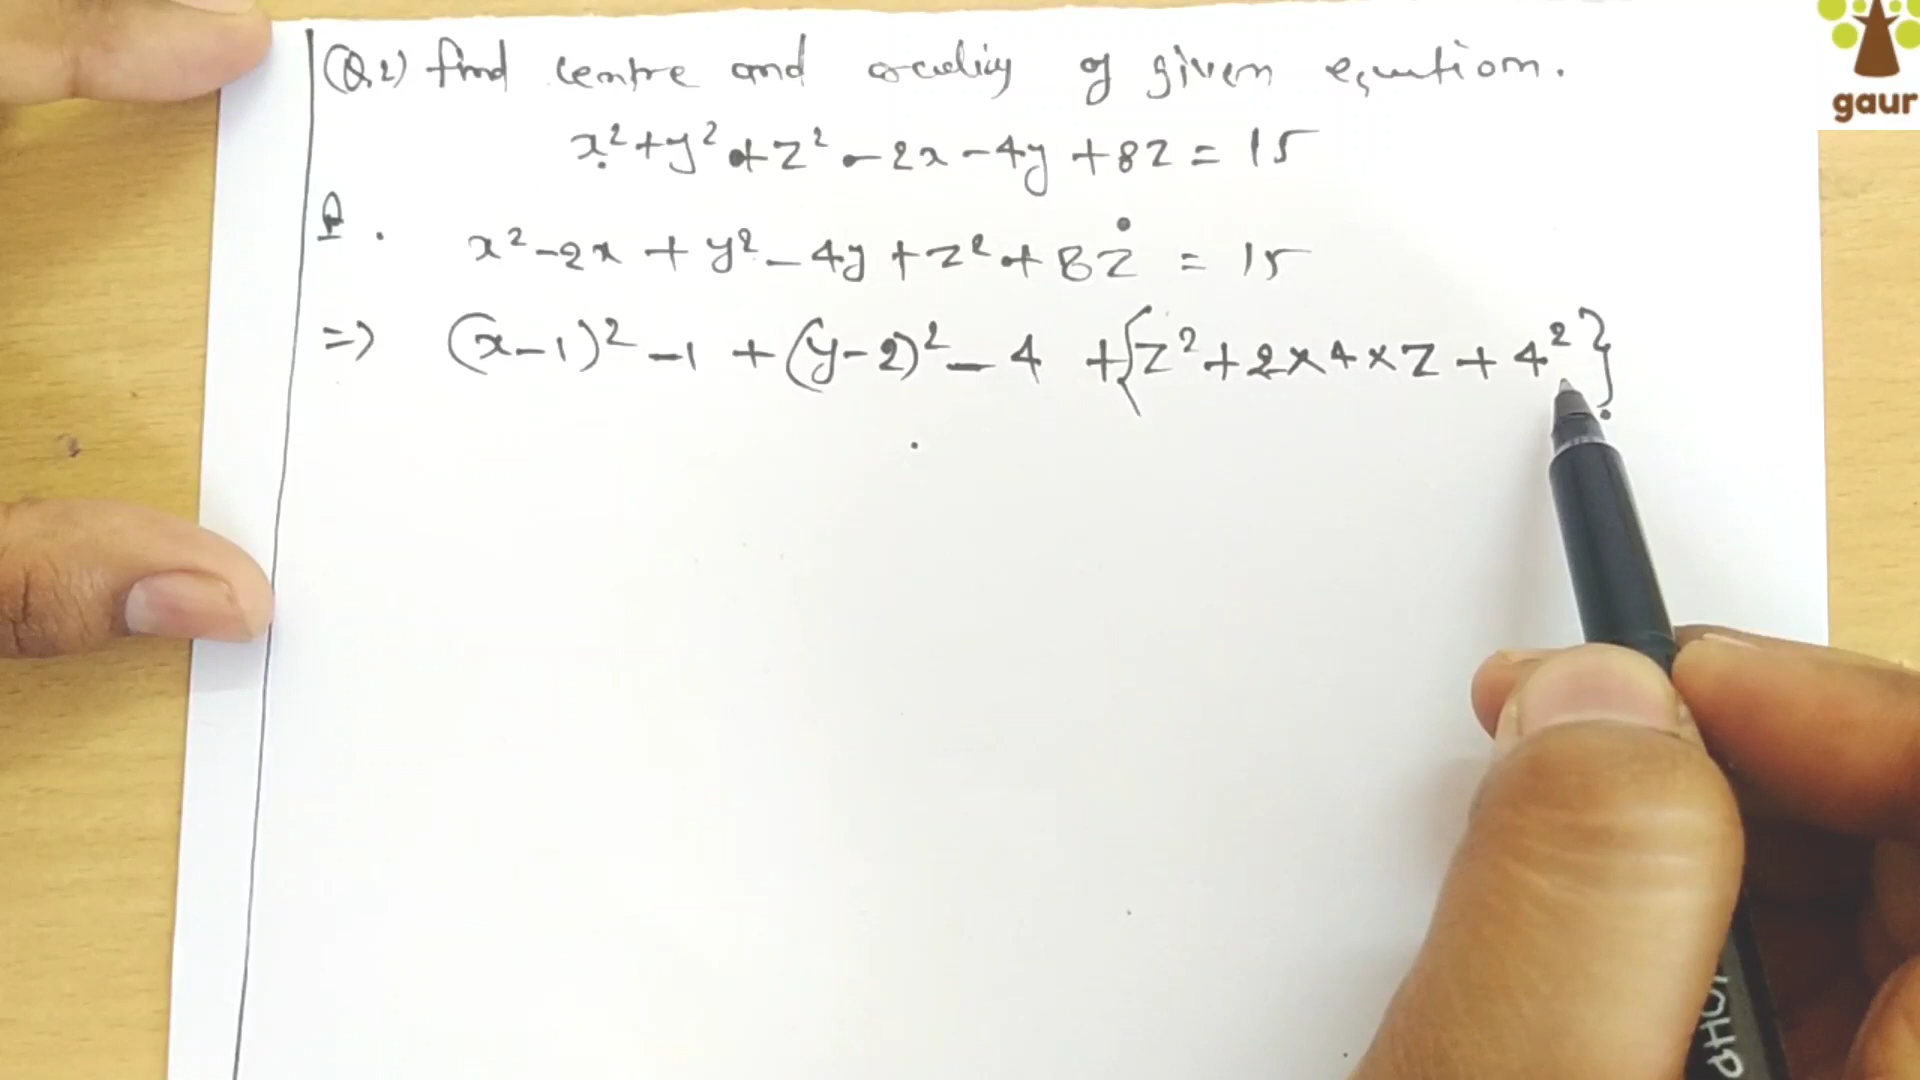 Q.2) find centre and radius of given equation.
x² + y² + z² - 2x - 4y + 8z = 15
x² - 2x + y² - 4y + z² + 8z = 15
=> (x-1)² - 1 + (y-2)² - 4 + {z² + 2×4×z + 4²}
gaur